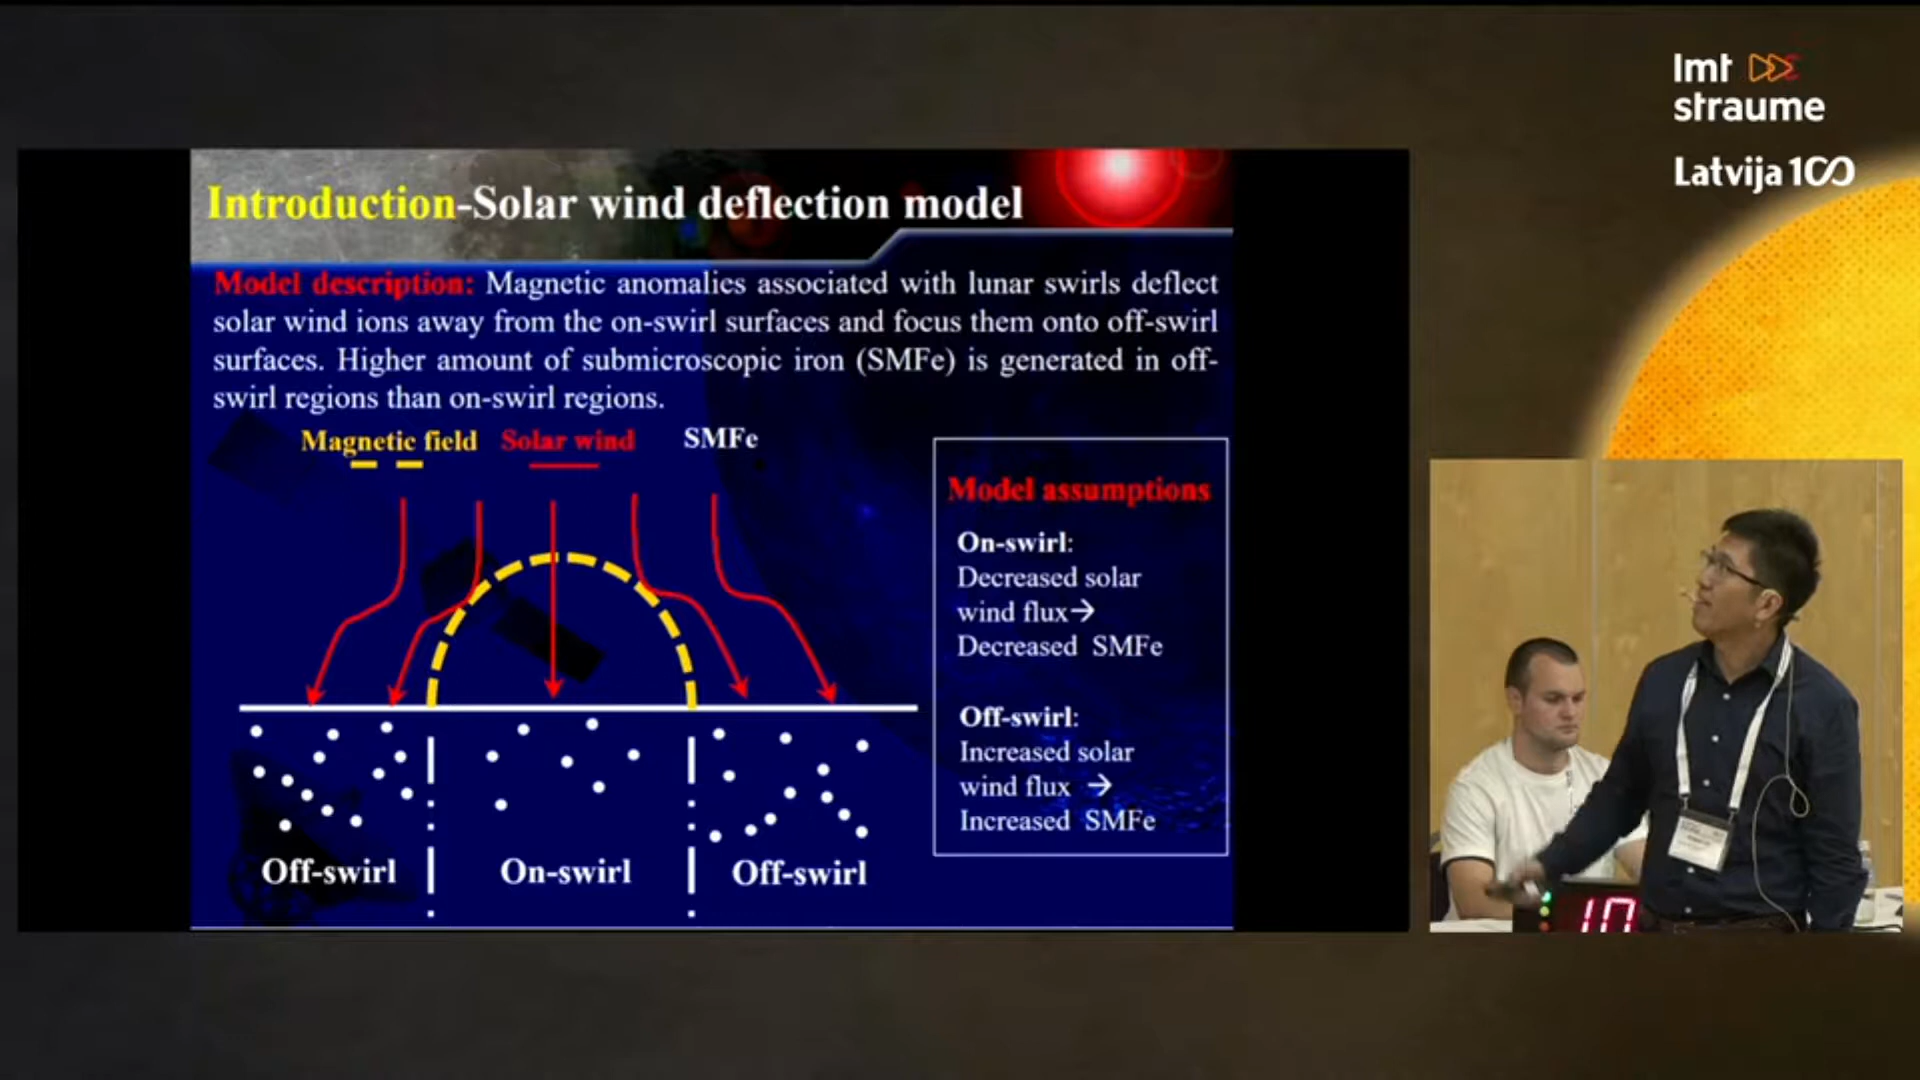 lmt
straume
Latvija 100
Introduction-Solar wind deflection model
Model description: Magnetic anomalies associated with lunar swirls deflect
solar wind ions away from the on-swirl surfaces and focus them onto off-swirl
surfaces. Higher amount of submicroscopic iron (SMFe) is generated in off-
swirl regions than on-swirl regions.
Magnetic field Solar wind SMFe
Model assumptions
On-swirl:
Decreased solar
wind flux→
Decreased SMFe
Off-swirl:
Increased solar
wind flux →
Increased SMFe
Off-swirl On-swirl Off-swirl
10